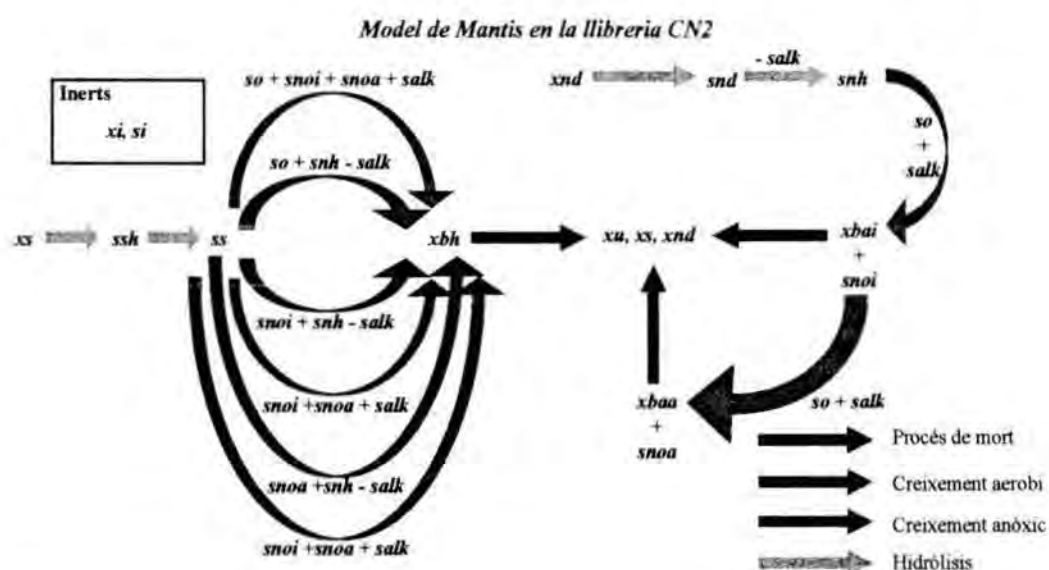 Model de Mantis en la llibreria CN2
so + snoi + snoa + salk
Inerts
xi, si
so + snh - salk
xs
ssh
ss
xbh
snoi + snh - salk
snoi +snoa + salk
snoa +snh - salk
snoi +snoa + salk
xnd
snd
- salk
snh
so
+
salk
xu, xs, xnd
xbai
+
snoi
so + salk
xbaa
+
snoa
Procés de mort
Creixement aerobi
Creixement anòxic
Hidròlisis